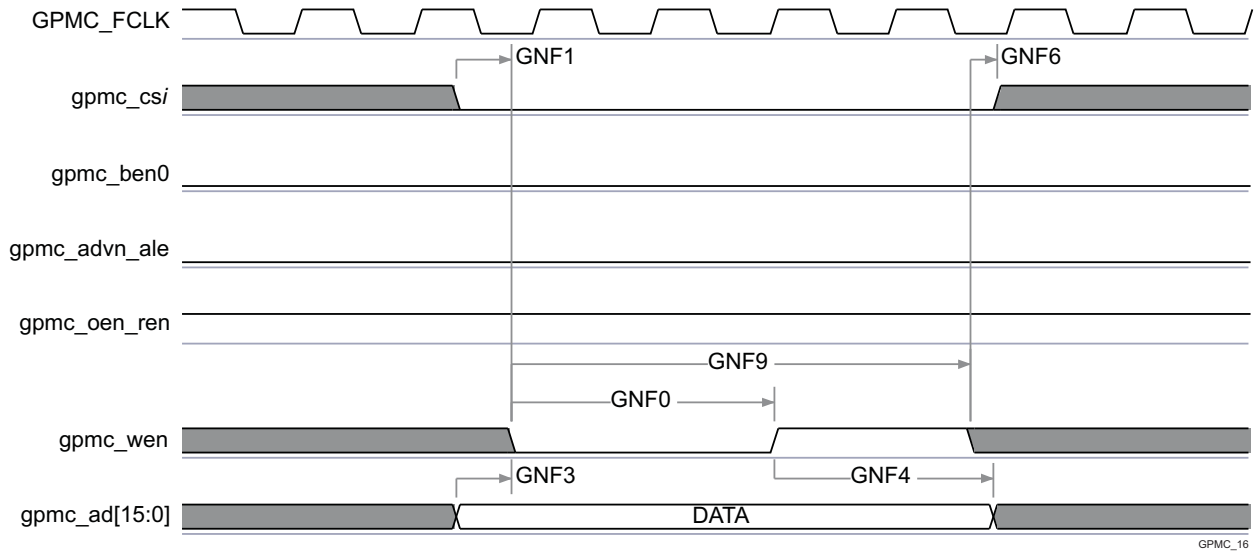 GPMC_FCLK
GNF1
GNF6
gpmc_csi
gpmc_ben0
gpmc_advn_ale
gpmc_oen_ren
GNF9
GNF0
gpmc_wen
GNF3
GNF4
gpmc_ad[15:0]
DATA
GPMC_16